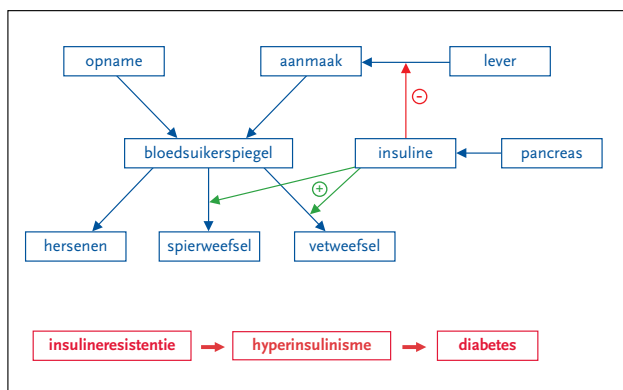 opname
aanmaak
lever
−
bloedsuikerspiegel
insuline
pancreas
+
hersenen
spierweefsel
vetweefsel
insulineresistentie
hyperinsulinisme
diabetes